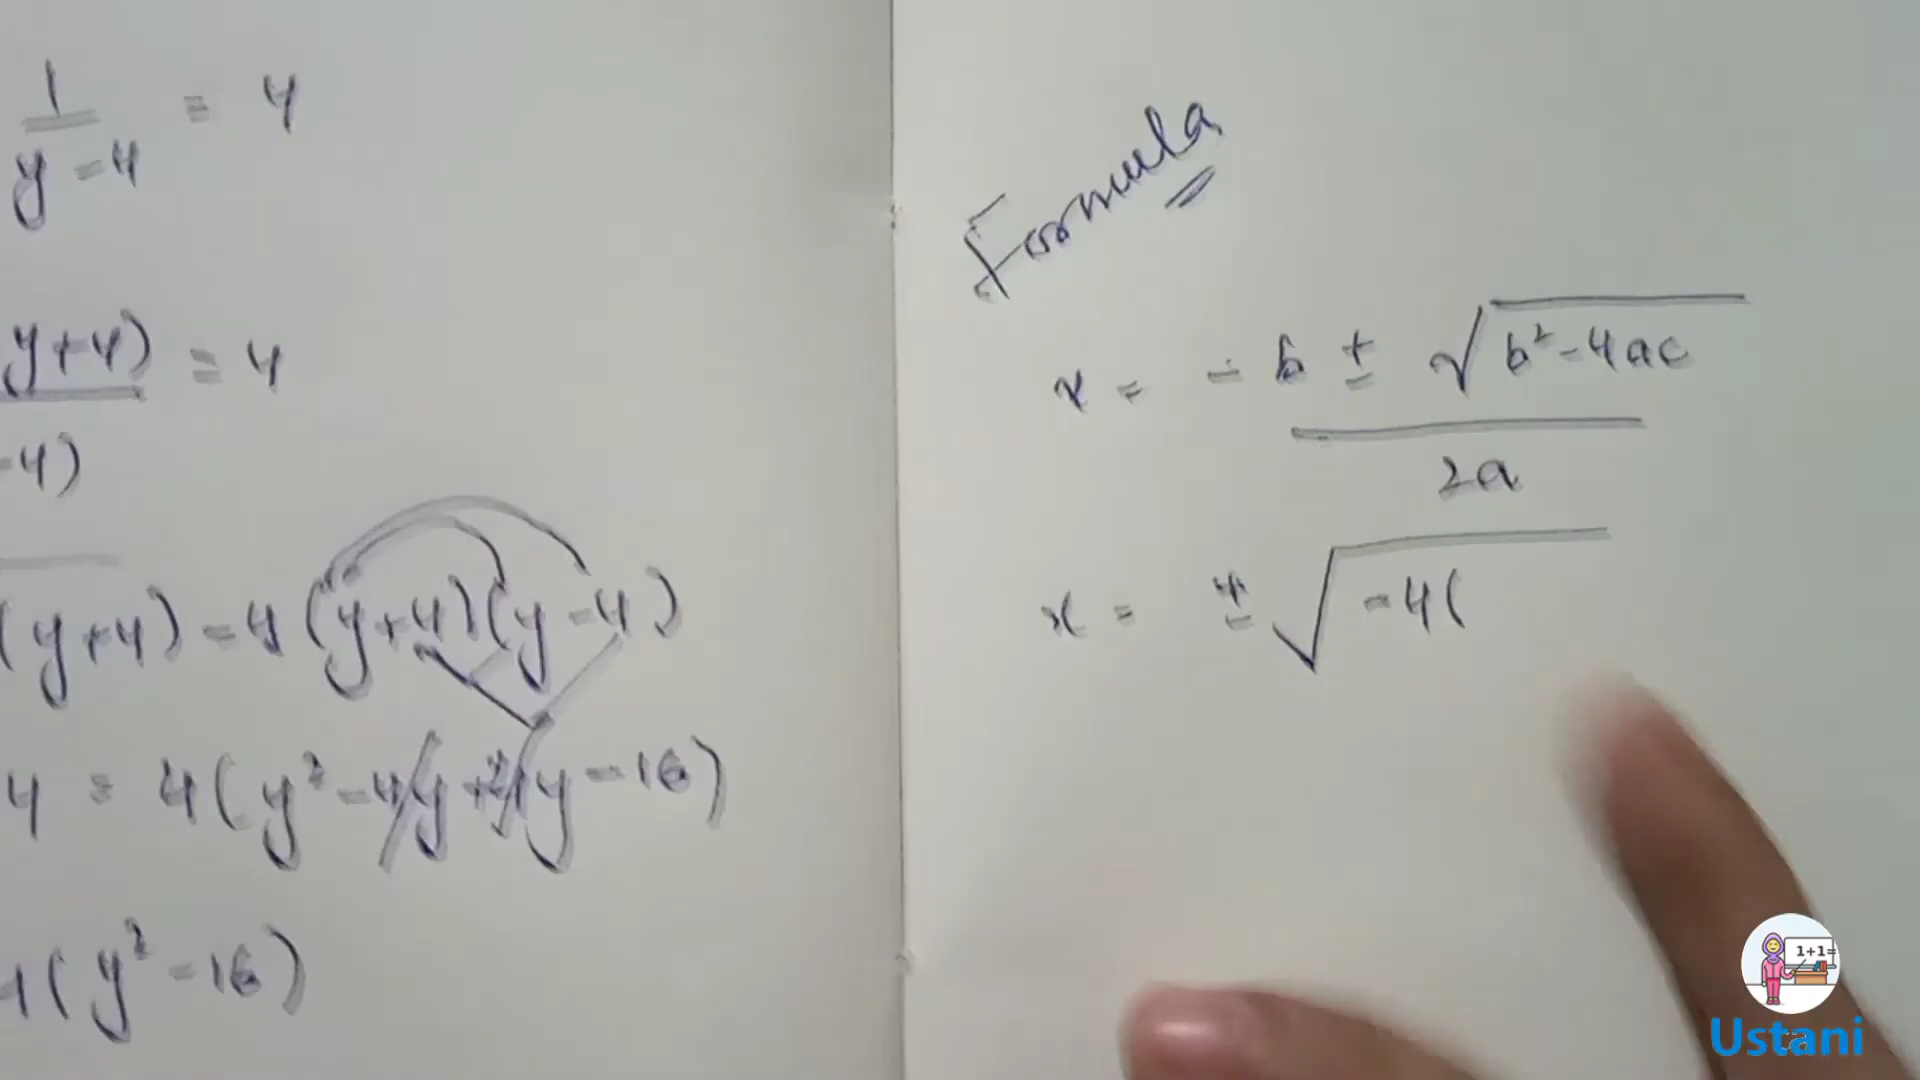 1/(y-4) = 4
y+4) = 4
-4)
(y+4) = 4(y+4)(y-4)
4 = 4(y² - 4y + 4y - 16)
4(y² - 16)
Formula
x = -b ± √(b² - 4ac)
2a
x = ± √(-4(
1+1=
Ustani